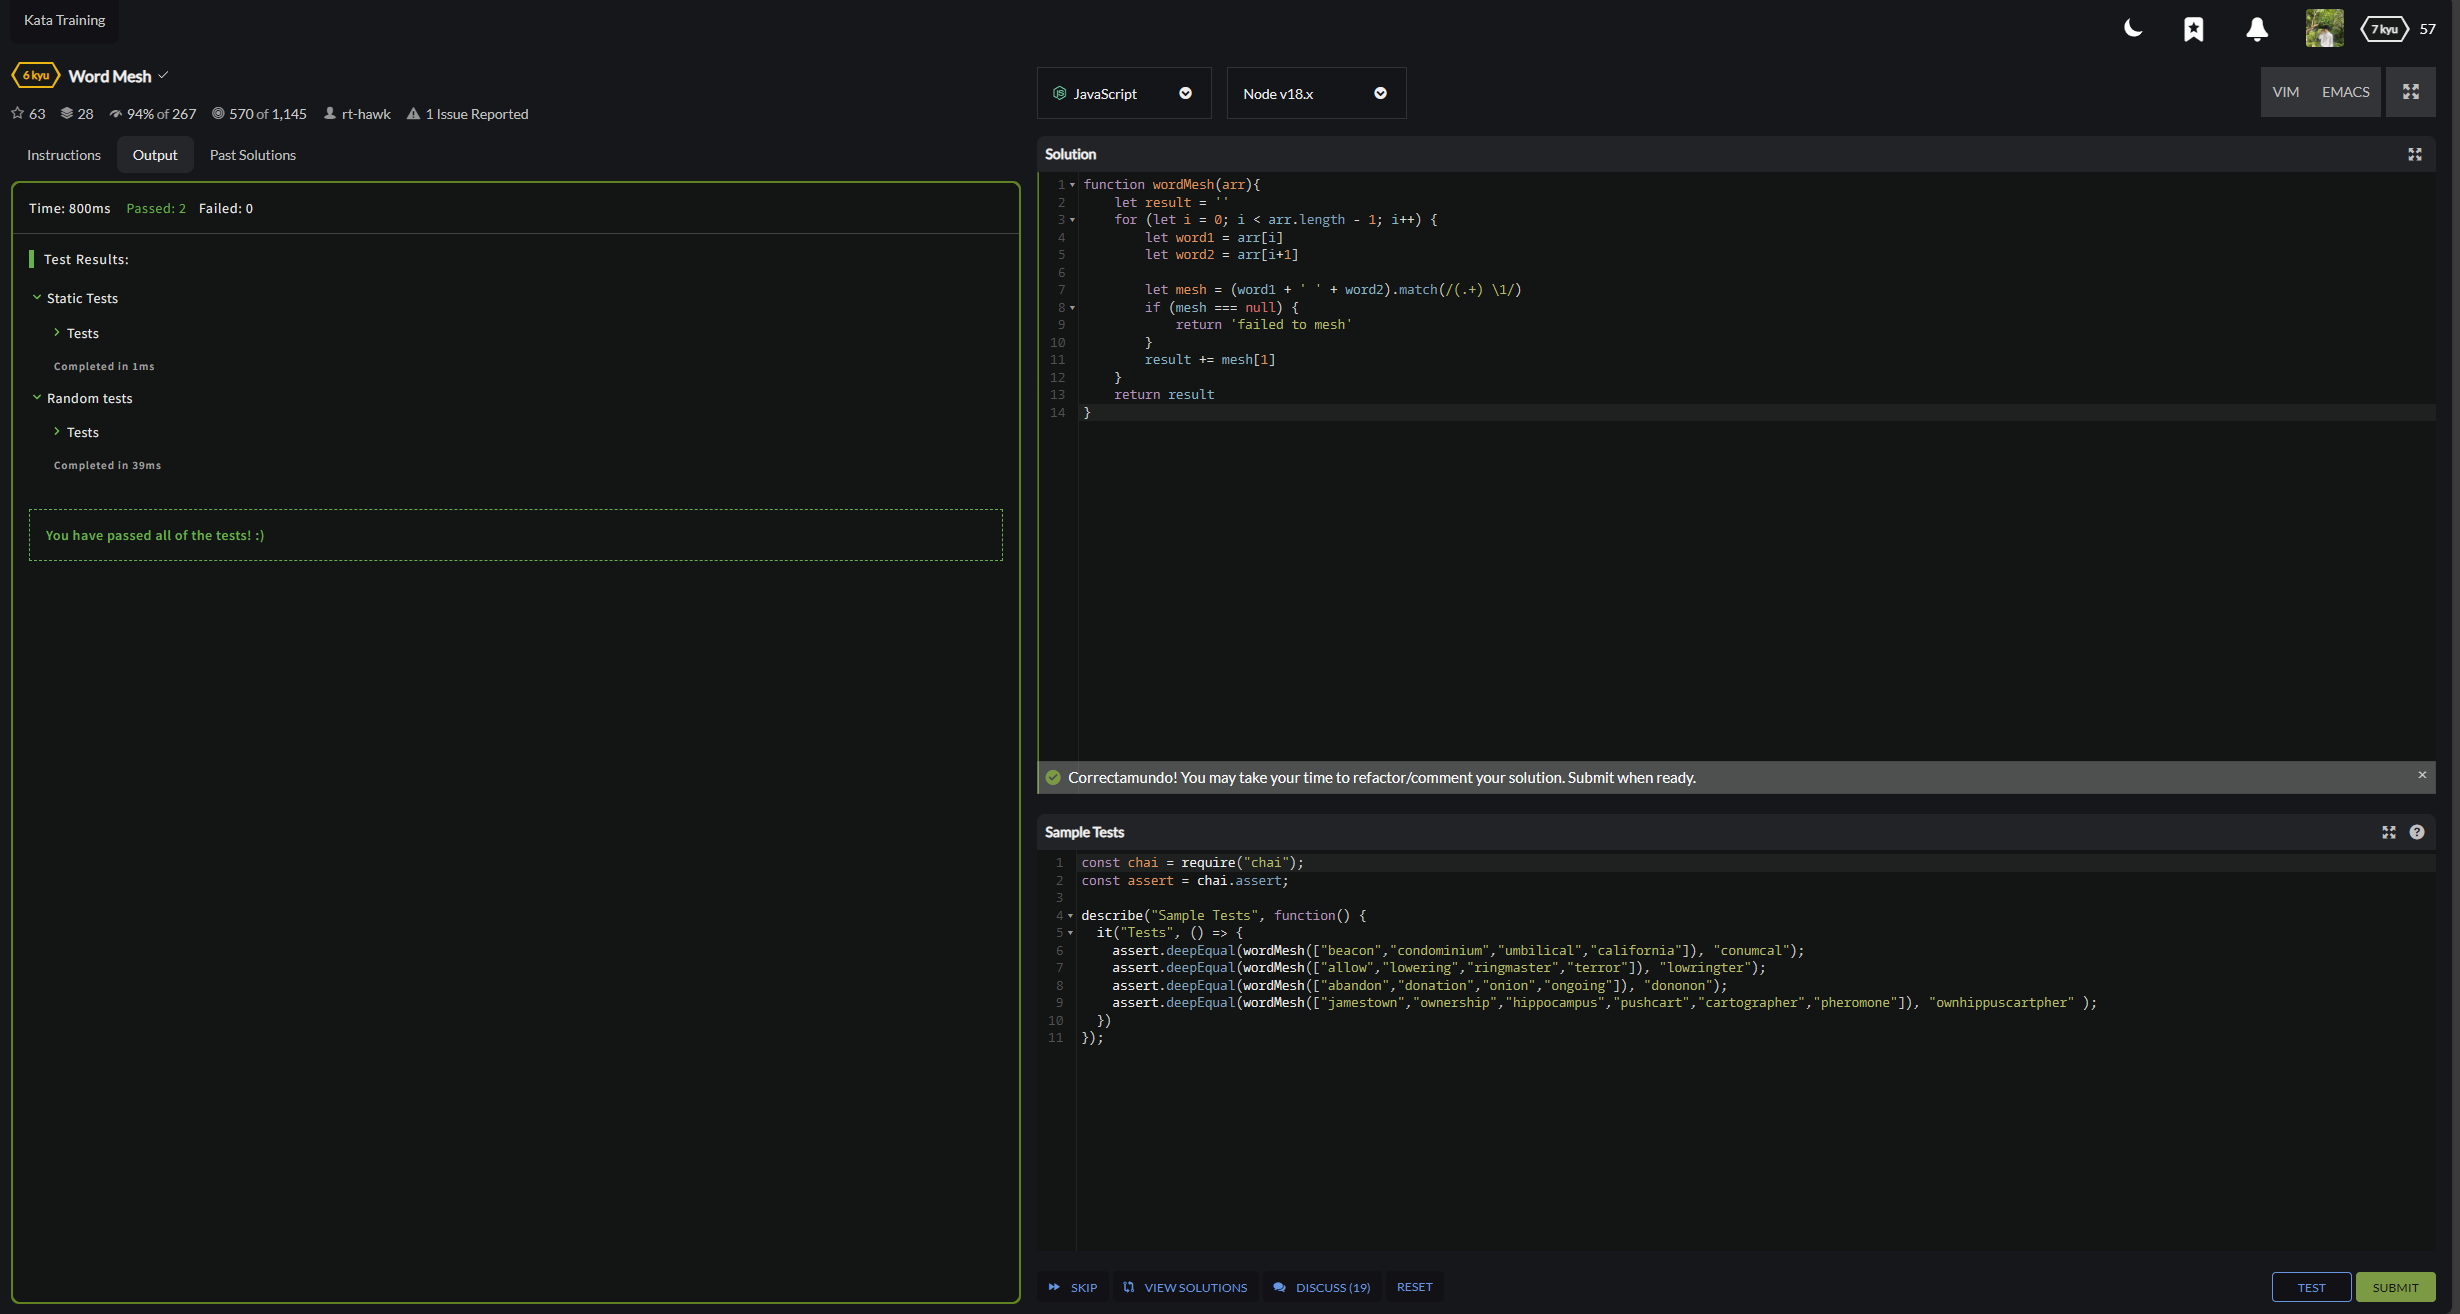 Kata Training
7 kyu 57
6 kyu Word Mesh
63 28 94% of 267 570 of 1,145 rt-hawk 1 Issue Reported
Instructions Output Past Solutions
Time: 800ms Passed: 2 Failed: 0
Test Results:
Static Tests
Tests
Completed in 1ms
Random tests
Tests
Completed in 39ms
You have passed all of the tests! :)
JavaScript Node v18.x VIM EMACS
Solution
1 function wordMesh(arr){
2 let result = ''
3 for (let i = 0; i < arr.length - 1; i++) {
4 let word1 = arr[i]
5 let word2 = arr[i+1]
6
7 let mesh = (word1 + ' ' + word2).match(/(.+) \1/)
8 if (mesh === null) {
9 return 'failed to mesh'
10 }
11 result += mesh[1]
12 }
13 return result
14 }
Correctamundo! You may take your time to refactor/comment your solution. Submit when ready. ×
Sample Tests ?
1 const chai = require("chai");
2 const assert = chai.assert;
3
4 describe("Sample Tests", function() {
5 it("Tests", () => {
6 assert.deepEqual(wordMesh(["beacon","condominium","umbilical","california"]), "conumcal");
7 assert.deepEqual(wordMesh(["allow","lowering","ringmaster","terror"]), "lowringter");
8 assert.deepEqual(wordMesh(["abandon","donation","onion","ongoing"]), "dononon");
9 assert.deepEqual(wordMesh(["jamestown","ownership","hippocampus","pushcart","cartographer","pheromone"]), "ownhippuscartpher" );
10 })
11 });
SKIP VIEW SOLUTIONS DISCUSS (19) RESET TEST SUBMIT